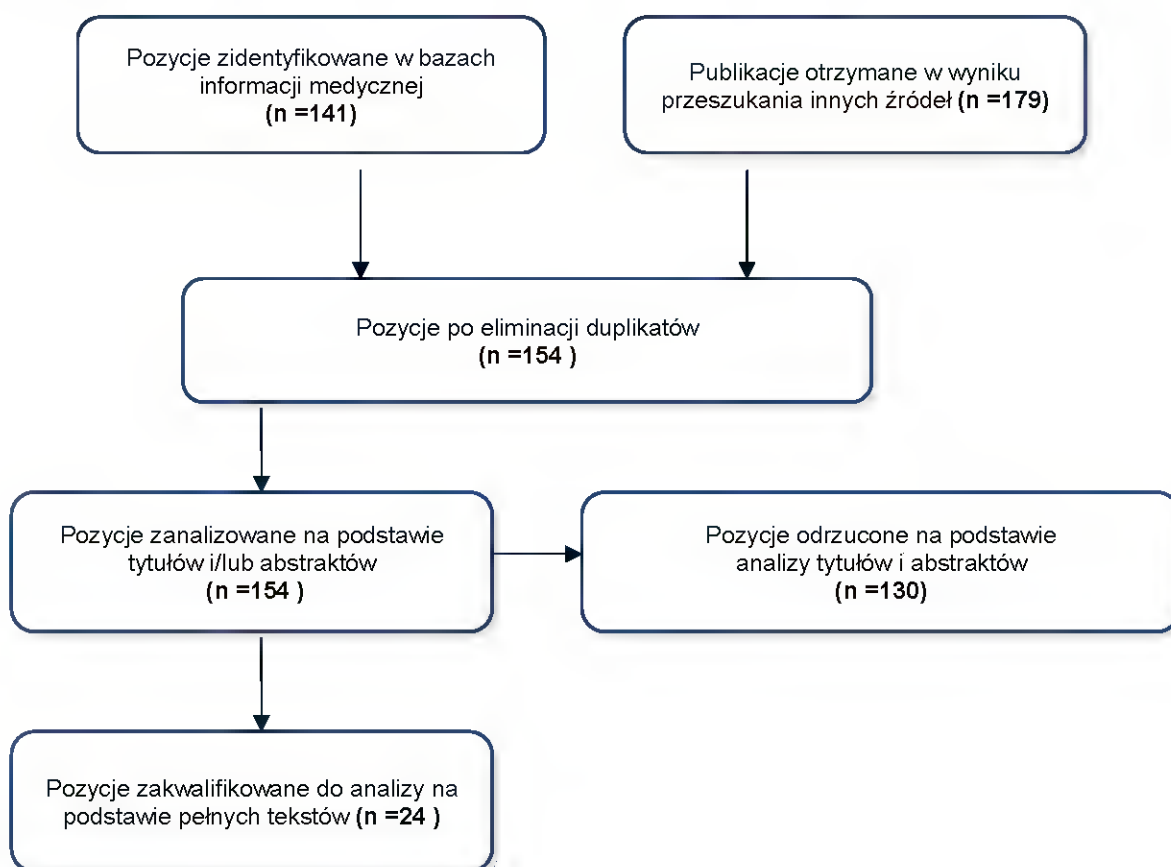 Pozycje zidentyfikowane w bazach
informacji medycznej
(n =141)
Publikacje otrzymane w wyniku
przeszukania innych źródeł (n =179)
Pozycje po eliminacji duplikatów
(n =154 )
Pozycje zanalizowane na podstawie
tytułów i/lub abstraktów
(n =154 )
Pozycje odrzucone na podstawie
analizy tytułów i abstraktów
(n =130)
Pozycje zakwalifikowane do analizy na
podstawie pełnych tekstów (n =24 )